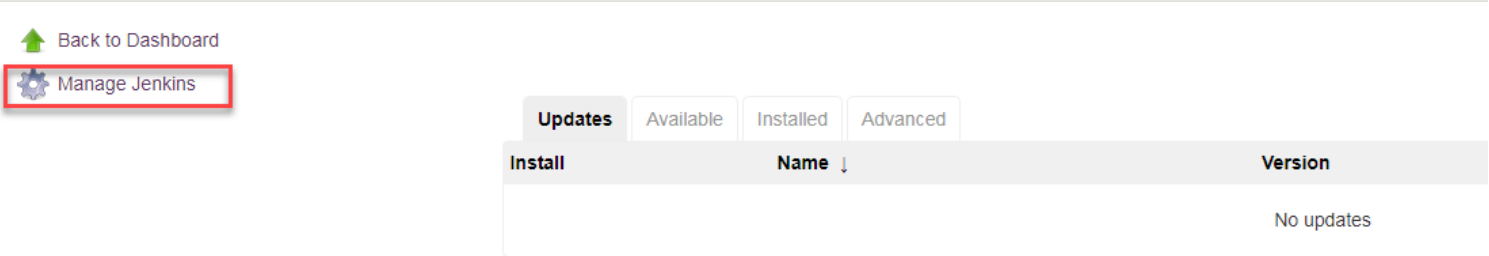 Back to Dashboard
Manage Jenkins
Updates Available Installed Advanced
Install Name ↓ Version
No updates